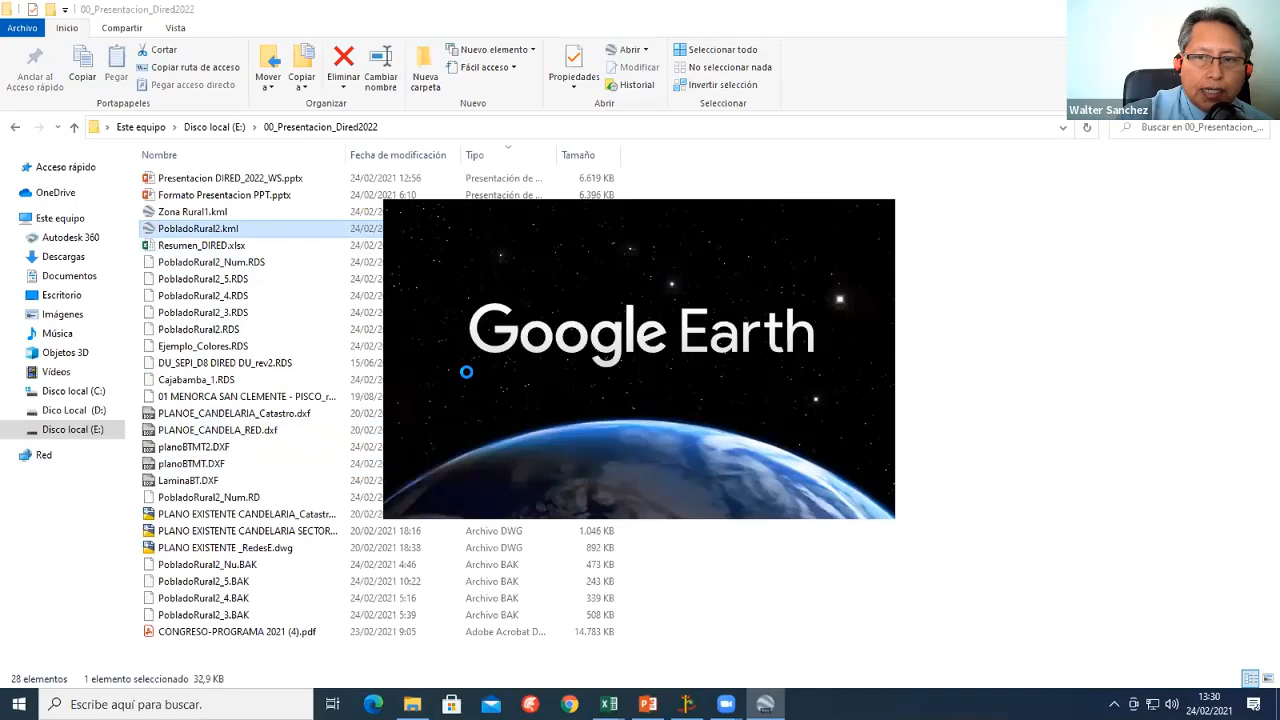 00_Presentacion_Dired2022
Archivo Inicio Compartir Vista
Anclar al Acceso rápido
Copiar
Pegar
Cortar
Copiar ruta de acceso
Pegar acceso directo
Portapapeles
Mover a
Copiar a
Eliminar
Cambiar nombre
Organizar
Nueva carpeta
Nuevo elemento
Fácil acceso
Nuevo
Propiedades
Abrir
Modificar
Historial
Abrir
Seleccionar todo
No seleccionar nada
Invertir selección
Seleccionar
Walter Sanchez
Este equipo > Disco local (E:) > 00_Presentacion_Dired2022
Buscar en 00_Presentacion_...
Acceso rápido
OneDrive
Este equipo
Autodesk 360
Descargas
Documentos
Escritorio
Imágenes
Música
Objetos 3D
Vídeos
Disco local (C:)
Dico Local (D:)
Disco local (E:)
Red
Nombre Fecha de modificación Tipo Tamaño
Presentacion DIRED_2022_WS.pptx 24/02/2021 12:56 Presentación de ... 6.619 KB
Formato Presentacion PPT.pptx 24/02/2021 6:10 Presentación de ... 6.396 KB
Zona Rural1.kml 24/02/2
PobladoRural2.kml 24/02/2
Resumen_DIRED.xlsx 24/02/2
PobladoRural2_Num.RDS 24/02/2
PobladoRural2_5.RDS 24/02/2
PobladoRural2_4.RDS 24/02/2
PobladoRural2_3.RDS 24/02/2
PobladoRural2.RDS 24/02/2
Ejemplo_Colores.RDS 24/02/2
DU_SEPI_D8 DIRED DU_rev2.RDS 15/06/
Cajabamba_1.RDS 24/02/2
01 MENORCA SAN CLEMENTE - PISCO_r... 19/08/
PLANOE_CANDELARIA_Catastro.dxf 20/02/2
PLANOE_CANDELA_RED.dxf 20/02/2
planoBTMT2.DXF 24/02/2
planoBTMT.DXF 24/02/2
LaminaBT.DXF 24/02/2
PobladoRural2_Num.RD 24/02/2
PLANO EXISTENTE CANDELARIA_Catastr... 20/02/2
PLANO EXISTENTE CANDELARIA SECTOR... 20/02/2021 18:16 Archivo DWG 1.046 KB
PLANO EXISTENTE _RedesE.dwg 20/02/2021 18:38 Archivo DWG 892 KB
PobladoRural2_Nu.BAK 24/02/2021 4:46 Archivo BAK 473 KB
PobladoRural2_5.BAK 24/02/2021 10:22 Archivo BAK 243 KB
PobladoRural2_4.BAK 24/02/2021 5:16 Archivo BAK 339 KB
PobladoRural2_3.BAK 24/02/2021 5:39 Archivo BAK 508 KB
CONGRESO-PROGRAMA 2021 (4).pdf 23/02/2021 9:05 Adobe Acrobat D... 14.783 KB
Google Earth
28 elementos 1 elemento seleccionado 32,9 KB
Escribe aquí para buscar.
13:30
24/02/2021